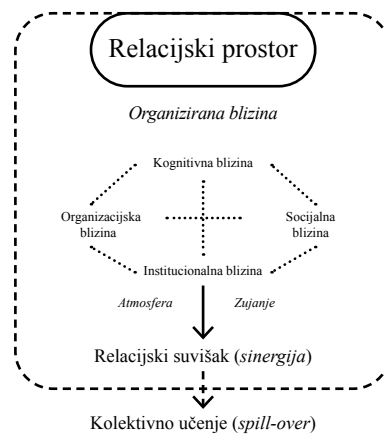 Relacijski prostor
Organizirana blizina
Kognitivna blizina
Organizacijska
blizina
Socijalna
blizina
Institucionalna blizina
Atmosfera
Zujanje
Relacijski suvišak (sinergija)
Kolektivno učenje (spill-over)